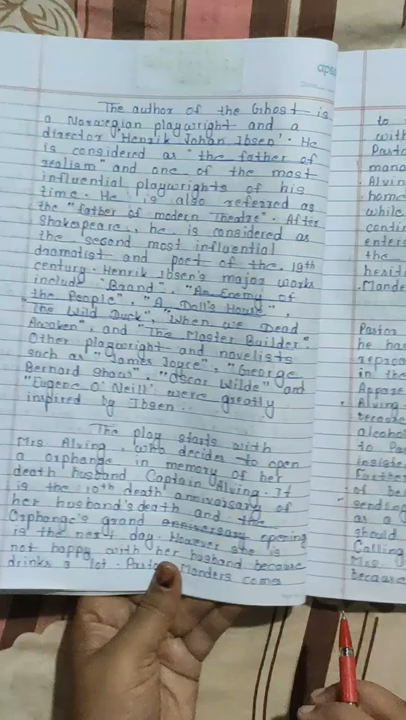 aps
The author of the Ghost is
a Norwegian playwright and a
director 'Henrik Johan Ibsen'. He
is considered as "the father of
realism" and one of the most
influential playwrights of his
time. He is also referred as
the "father of modern Theatre". After
Shakespeare, he is considered as
the second most influential
dramatist and poet of the 19th
century. Henrik Ibsen's major works
include "Brand", "An Enemy of
the People", "A Doll's House",
"The Wild Duck", "When we Dead
Awaken", and "The Master Builder".
Other playwright and novelists
such as "James Joyce", "George
Bernard Shaw", "Oscar Wilde" and
"Eugene O'Neill" were greatly
inspired by Ibsen.
The play starts with
Mrs. Alving, who decides to open
a orphange in memory of her
death husband Captain Alving. It
is the 10th death anniversary of
her husband's death and the
Orphange's grand anniversary opening
is the next day. However she is
not happy with her husband because
drinks a lot. Pastor Manders comes
to
with
Pasto
mana
Alvin
home
while
conti
enters
the
hesit
Mande
Pastor
he has
reproa
in the
Appare
Alving
because
alcohol
to Pas
insiste
Further
of be
"sending
as a
should
Calling
Mrs.
because